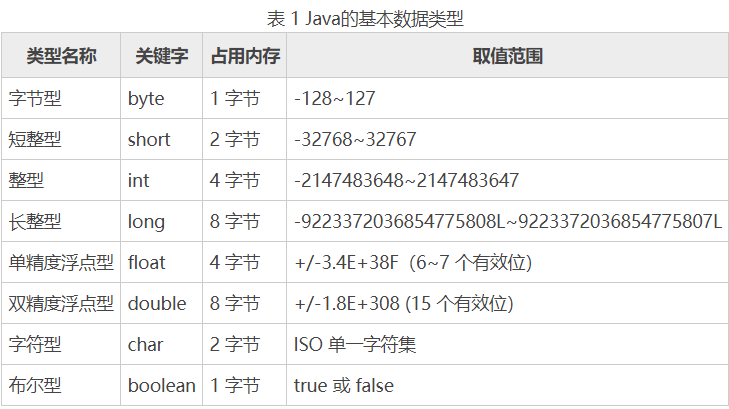 表 1 Java的基本数据类型
类型名称 关键字 占用内存 取值范围
字节型 byte 1 字节 -128~127
短整型 short 2 字节 -32768~32767
整型 int 4 字节 -2147483648~2147483647
长整型 long 8 字节 -9223372036854775808L~9223372036854775807L
单精度浮点型 float 4 字节 +/-3.4E+38F（6~7 个有效位）
双精度浮点型 double 8 字节 +/-1.8E+308 (15 个有效位）
字符型 char 2 字节 ISO 单一字符集
布尔型 boolean 1 字节 true 或 false